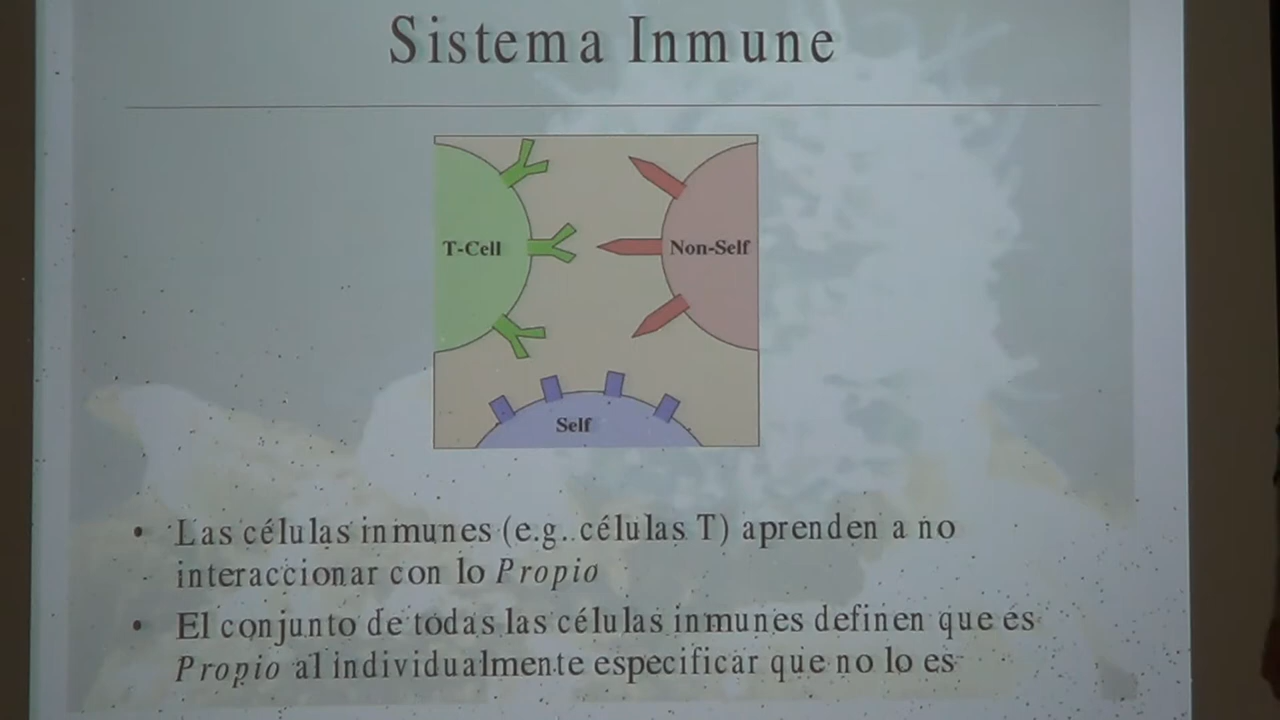 Sistema Inmune
T-Cell
Non-Self
Self
• Las células inmunes (e.g. células T) aprenden a no
interaccionar con lo Propio
• El conjunto de todas las células inmunes definen que es
Propio al individualmente especificar que no lo es